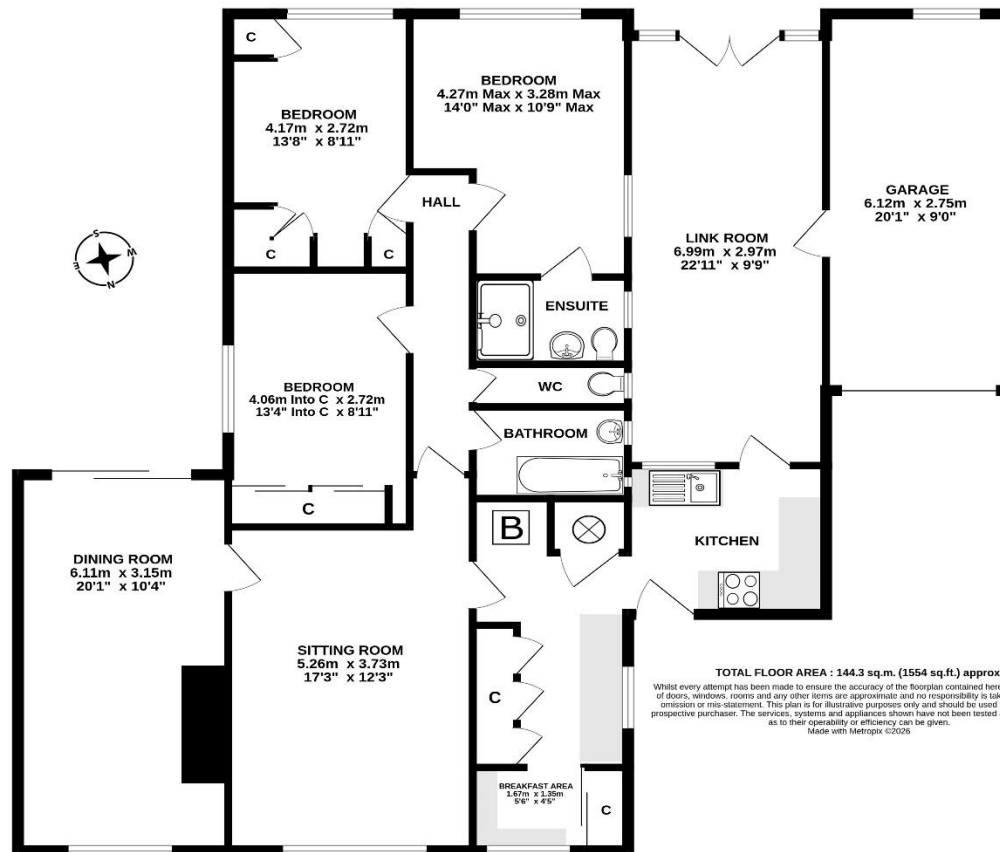 C
BEDROOM
4.17m x 2.72m
13'8" x 8'11"
BEDROOM
4.27m Max x 3.28m Max
14'0" Max x 10'9" Max
HALL
C
C
LINK ROOM
6.99m x 2.97m
22'11" x 9'9"
GARAGE
6.12m x 2.75m
20'1" x 9'0"
S
W
E
N
ENSUITE
BEDROOM
4.06m Into C x 2.72m
13'4" Into C x 8'11"
WC
BATHROOM
C
B
KITCHEN
DINING ROOM
6.11m x 3.15m
20'1" x 10'4"
SITTING ROOM
5.26m x 3.73m
17'3" x 12'3"
C
BREAKFAST AREA
1.67m x 1.35m
5'6" x 4'5"
C
TOTAL FLOOR AREA : 144.3 sq.m. (1554 sq.ft.) approx
Whilst every attempt has been made to ensure the accuracy of the floorplan contained here
of doors, windows, rooms and any other items are approximate and no responsibility is tak
omission or mis-statement. This plan is for illustrative purposes only and should be used
prospective purchaser. The services, systems and appliances shown have not been tested
as to their operability or efficiency can be given.
Made with Metropix ©2026